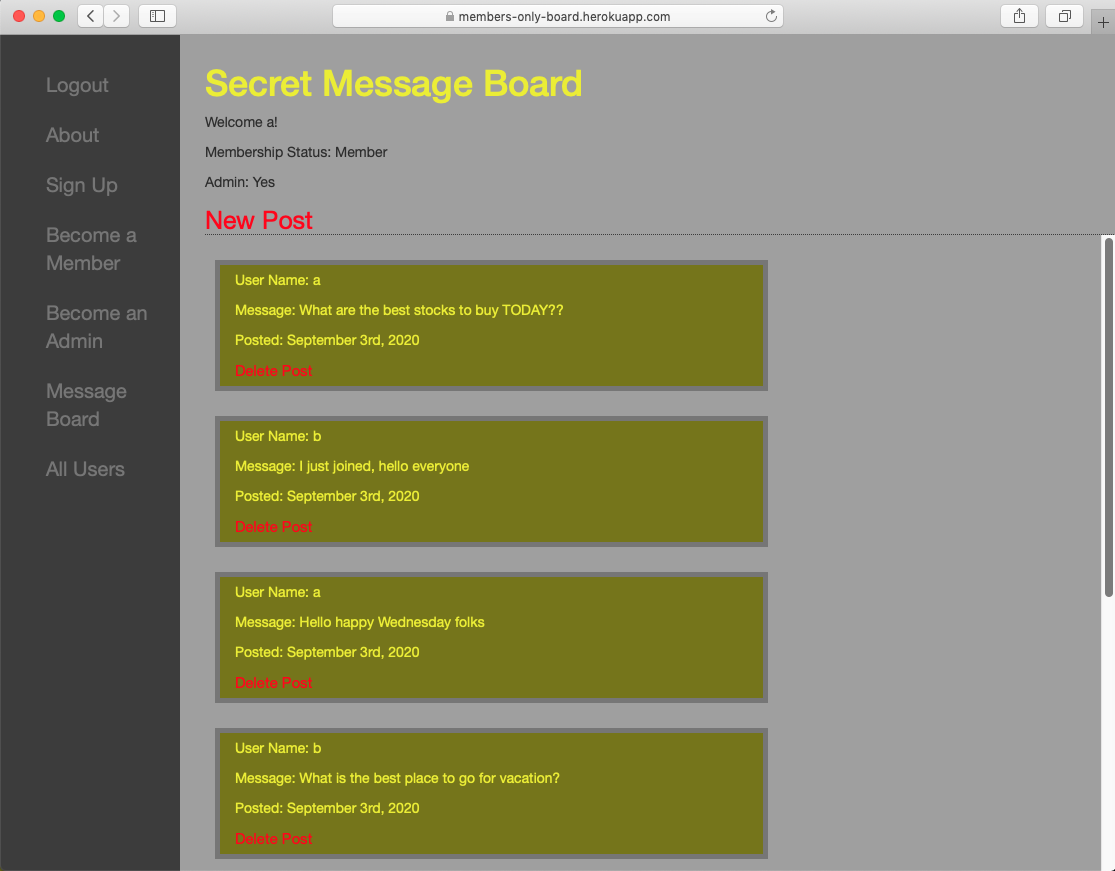 members-only-board.herokuapp.com
Logout
About
Sign Up
Become a
Member
Become an
Admin
Message
Board
All Users
Secret Message Board
Welcome a!
Membership Status: Member
Admin: Yes
New Post
User Name: a
Message: What are the best stocks to buy TODAY??
Posted: September 3rd, 2020
Delete Post
User Name: b
Message: I just joined, hello everyone
Posted: September 3rd, 2020
Delete Post
User Name: a
Message: Hello happy Wednesday folks
Posted: September 3rd, 2020
Delete Post
User Name: b
Message: What is the best place to go for vacation?
Posted: September 3rd, 2020
Delete Post